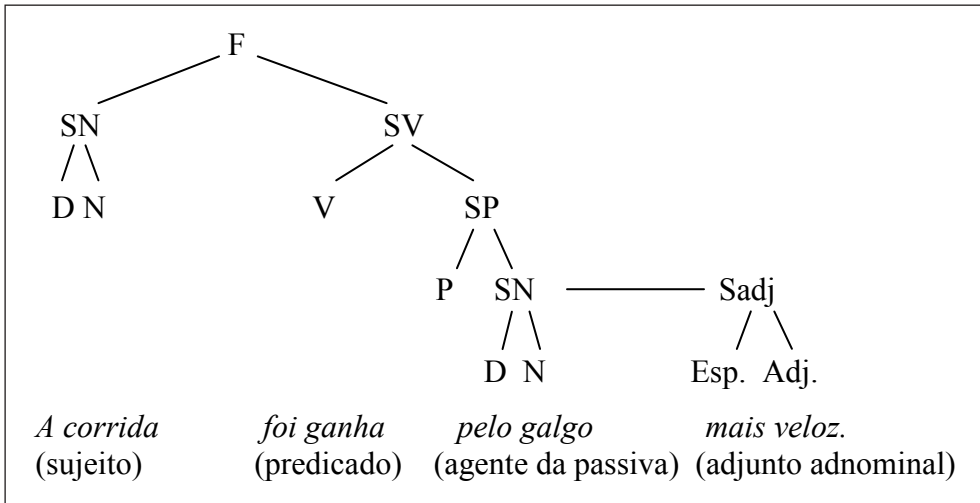 F
SN SV
D N V SP
P SN Sadj
D N Esp. Adj.
A corrida foi ganha pelo galgo mais veloz.
(sujeito) (predicado) (agente da passiva) (adjunto adnominal)